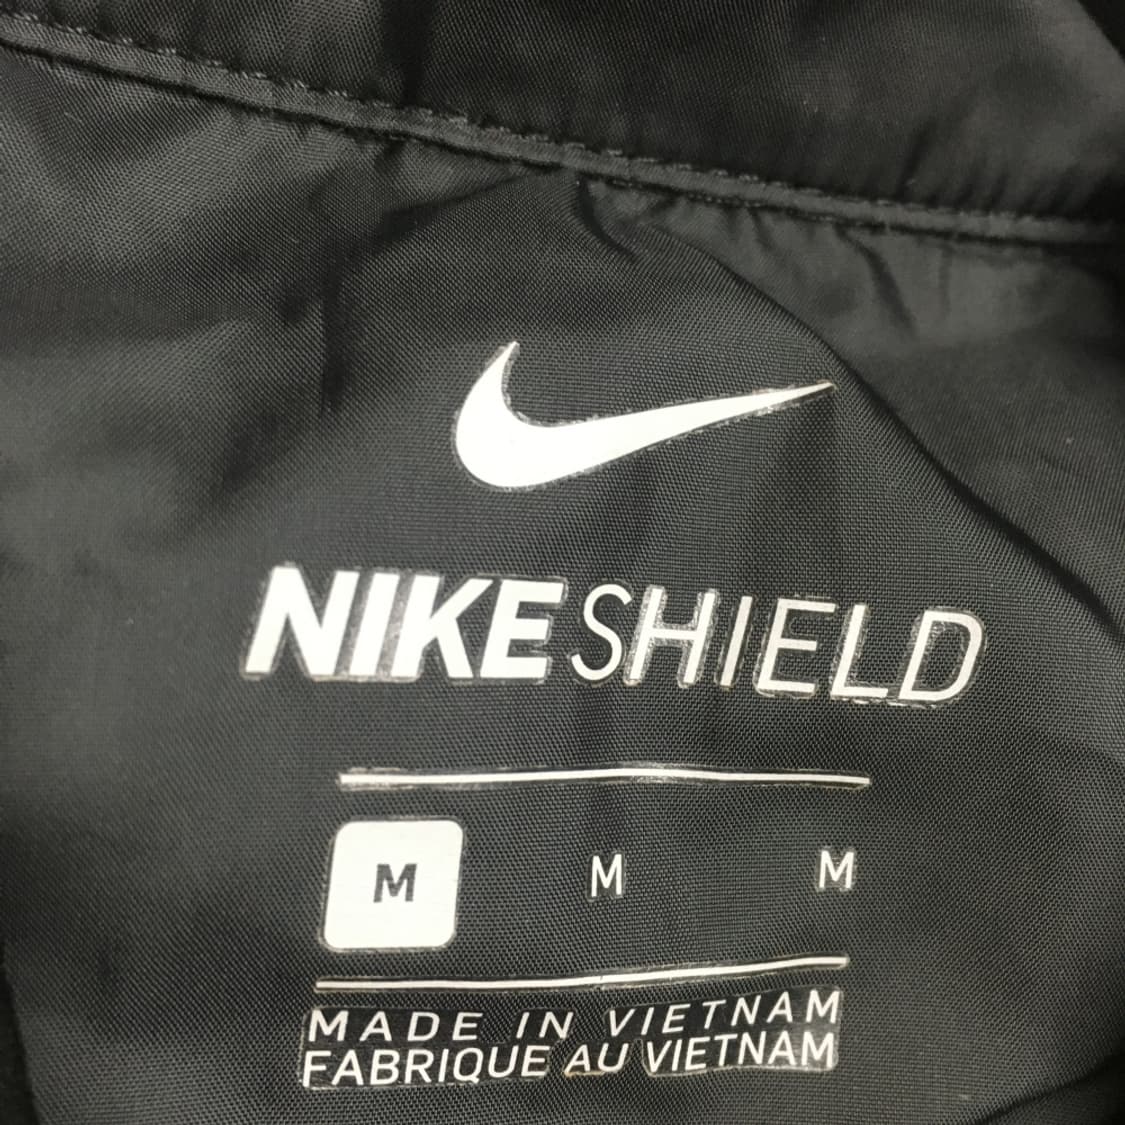 NIKESHIELD
M M M
MADE IN VIETNAM
FABRIQUE AU VIETNAM